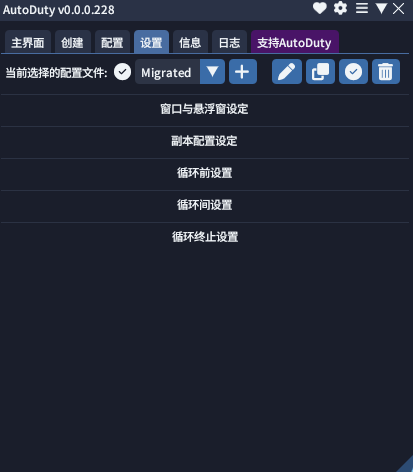 AutoDuty v0.0.0.228
主界面 创建 配置 设置 信息 日志 支持AutoDuty
当前选择的配置文件: Migrated
窗口与悬浮窗设定
副本配置设定
循环前设置
循环间设置
循环终止设置